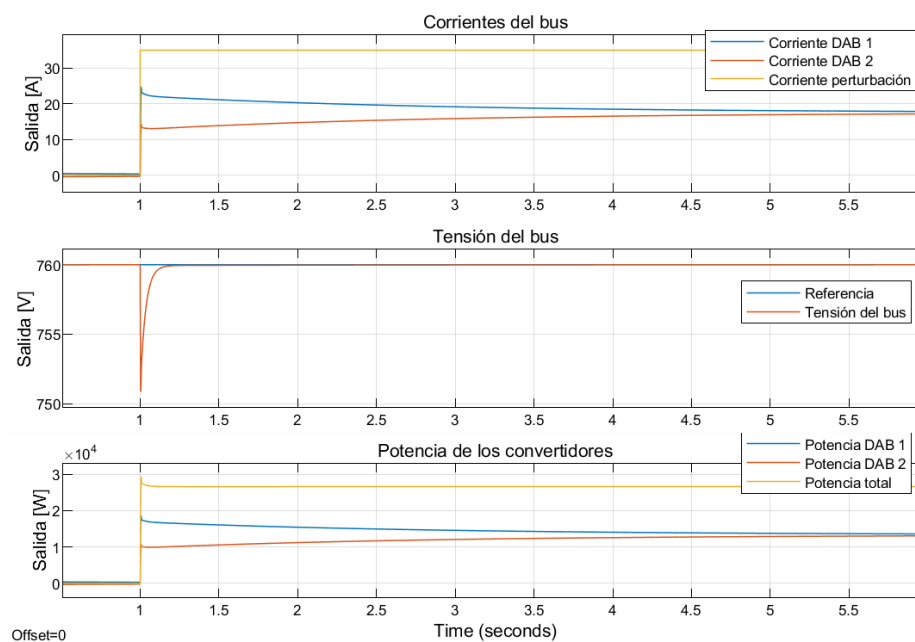 Corrientes del bus
Salida [A]
30
20
10
0
Corriente DAB 1
Corriente DAB 2
Corriente perturbación
1 1.5 2 2.5 3 3.5 4 4.5 5 5.5
Tensión del bus
Salida [V]
760
755
750
Referencia
Tensión del bus
1 1.5 2 2.5 3 3.5 4 4.5 5 5.5
Potencia de los convertidores
×10⁴
Salida [W]
3
2
1
0
Potencia DAB 1
Potencia DAB 2
Potencia total
1 1.5 2 2.5 3 3.5 4 4.5 5 5.5
Time (seconds)
Offset=0